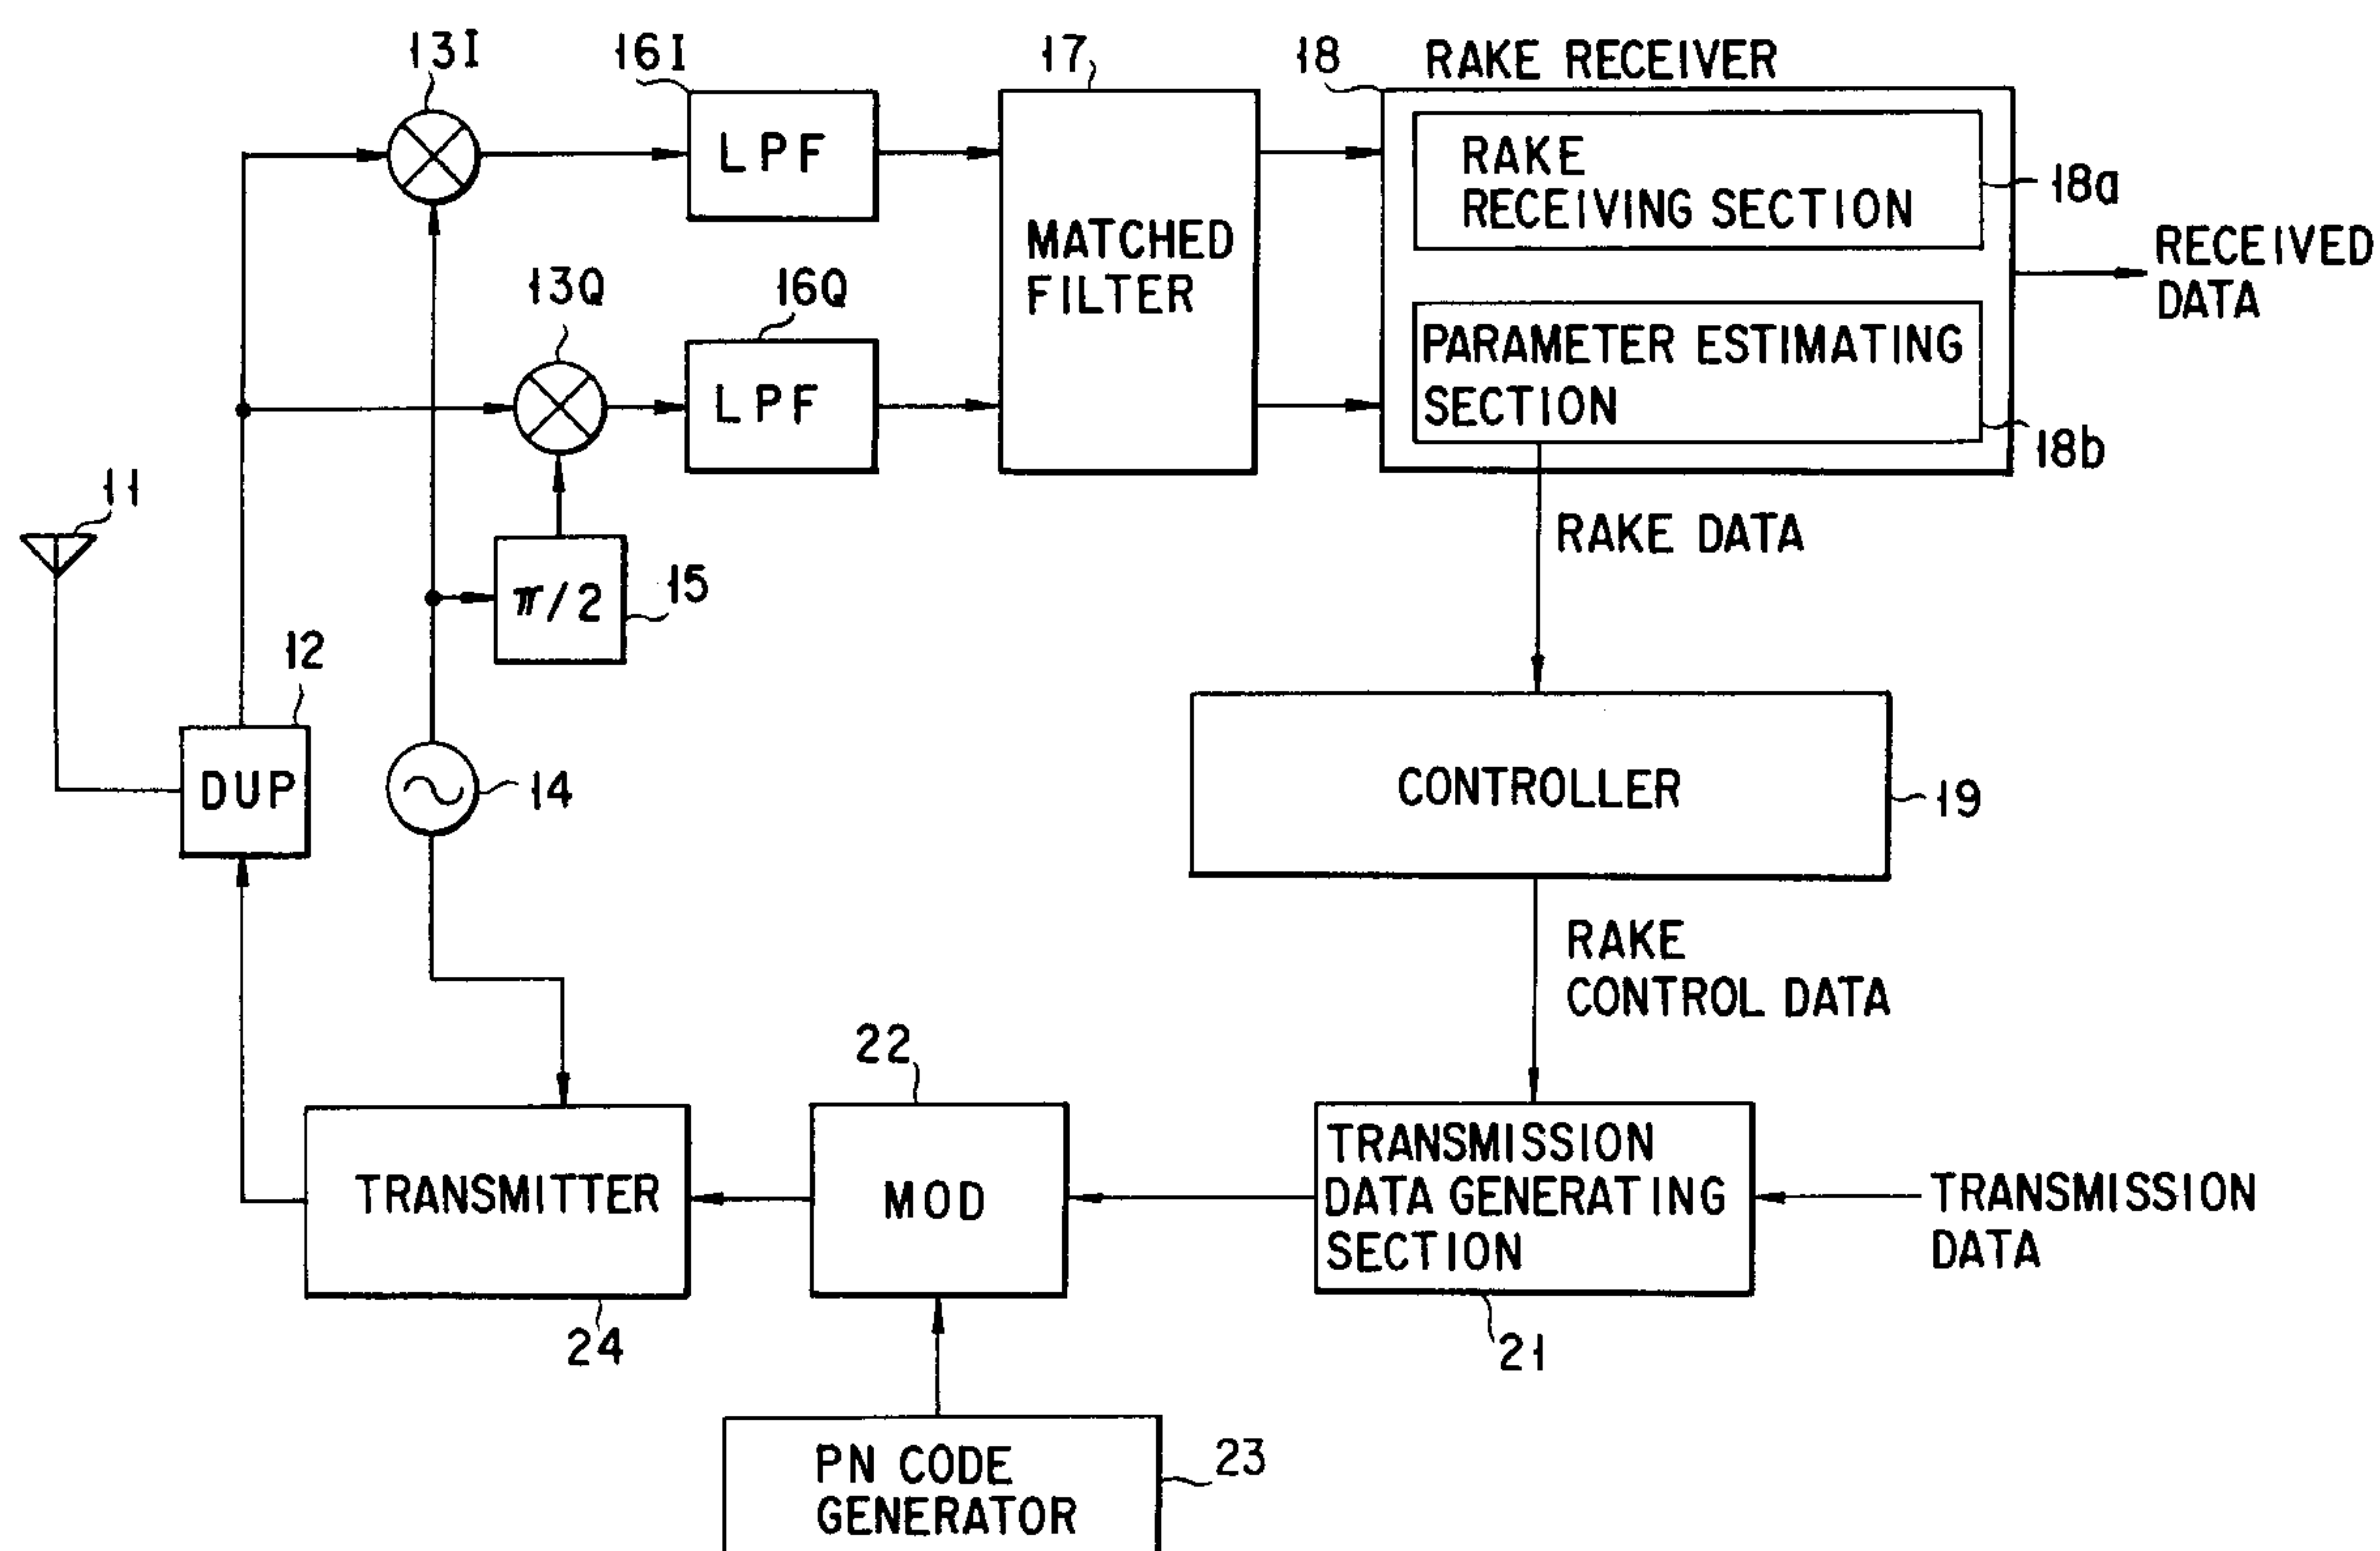 13I
16I
17
18
RAKE RECEIVER
LPF
RAKE
RECEIVING SECTION
18a
MATCHED
FILTER
RECEIVED
DATA
13Q
16Q
LPF
PARAMETER ESTIMATING
SECTION
18b
11
RAKE DATA
π/2
15
12
DUP
14
CONTROLLER
19
RAKE
CONTROL DATA
22
TRANSMITTER
MOD
TRANSMISSION
DATA GENERATING
SECTION
TRANSMISSION
DATA
24
21
PN CODE
GENERATOR
23